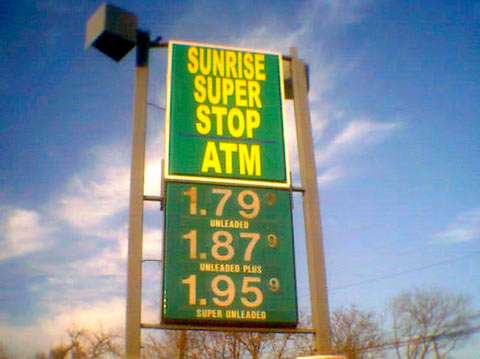 SUNRISE
SUPER
STOP
ATM
1.79 9
UNLEADED
1.87 9
UNLEADED PLUS
1.95 9
SUPER UNLEADED